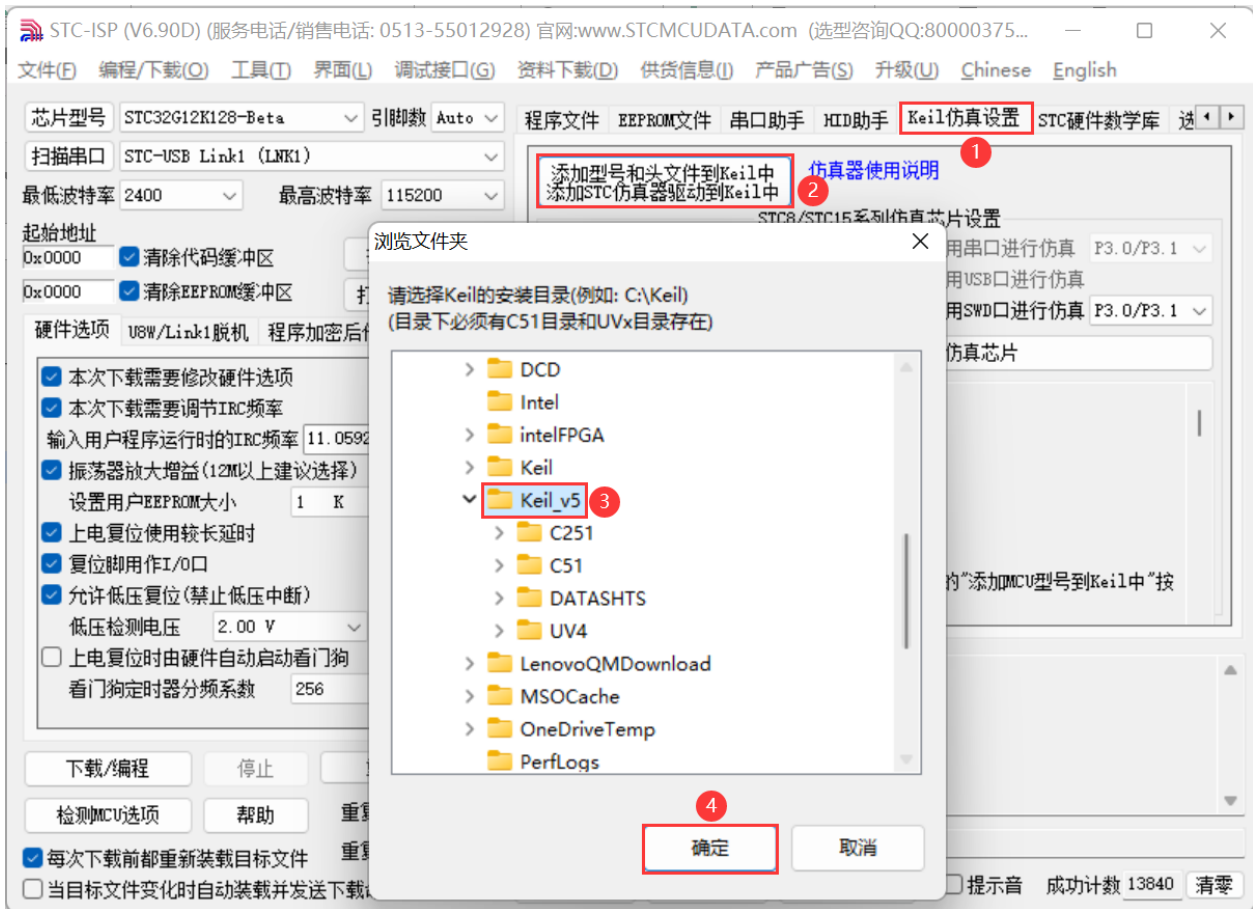 STC-ISP (V6.90D) (服务电话/销售电话: 0513-55012928) 官网:www.STCMCUDATA.com (选型咨询QQ:80000375...
文件(F) 编程/下载(O) 工具(T) 界面(L) 调试接口(G) 资料下载(D) 供货信息(I) 产品广告(S) 升级(U) Chinese English
芯片型号 STC32G12K128-Beta 引脚数 Auto
扫描串口 STC-USB Link1 (LNK1)
最低波特率 2400 最高波特率 115200
起始地址
0x0000 清除代码缓冲区
0x0000 清除EEPROM缓冲区 打
硬件选项 U8W/Link1脱机 程序加密后
本次下载需要修改硬件选项
本次下载需要调节IRC频率
输入用户程序运行时的IRC频率 11.0592
振荡器放大增益(12M以上建议选择)
设置用户EEPROM大小 1 K
上电复位使用较长延时
复位脚用作I/O口
允许低压复位(禁止低压中断)
低压检测电压 2.00 V
上电复位时由硬件自动启动看门狗
看门狗定时器分频系数 256
下载/编程 停止
检测MCU选项 帮助 重复
每次下载前都重新装载目标文件 重复
当目标文件变化时自动装载并发送下载
程序文件 EEPROM文件 串口助手 HID助手 Keil仿真设置 STC硬件数学库 选
1
添加型号和头文件到Keil中
添加STC仿真器驱动到Keil中
2
仿真器使用说明
STC8/STC15系列仿真芯片设置
用串口进行仿真 P3.0/P3.1
用USB口进行仿真
用SWD口进行仿真 P3.0/P3.1
仿真芯片
的"添加MCU型号到Keil中"按
浏览文件夹
请选择Keil的安装目录(例如: C:\Keil)
(目录下必须有C51目录和UVx目录存在)
DCD
Intel
intelFPGA
Keil
Keil_v5 3
C251
C51
DATASHTS
UV4
LenovoQMDownload
MSOCache
OneDriveTemp
PerfLogs
4
确定 取消
提示音 成功计数 13840 清零